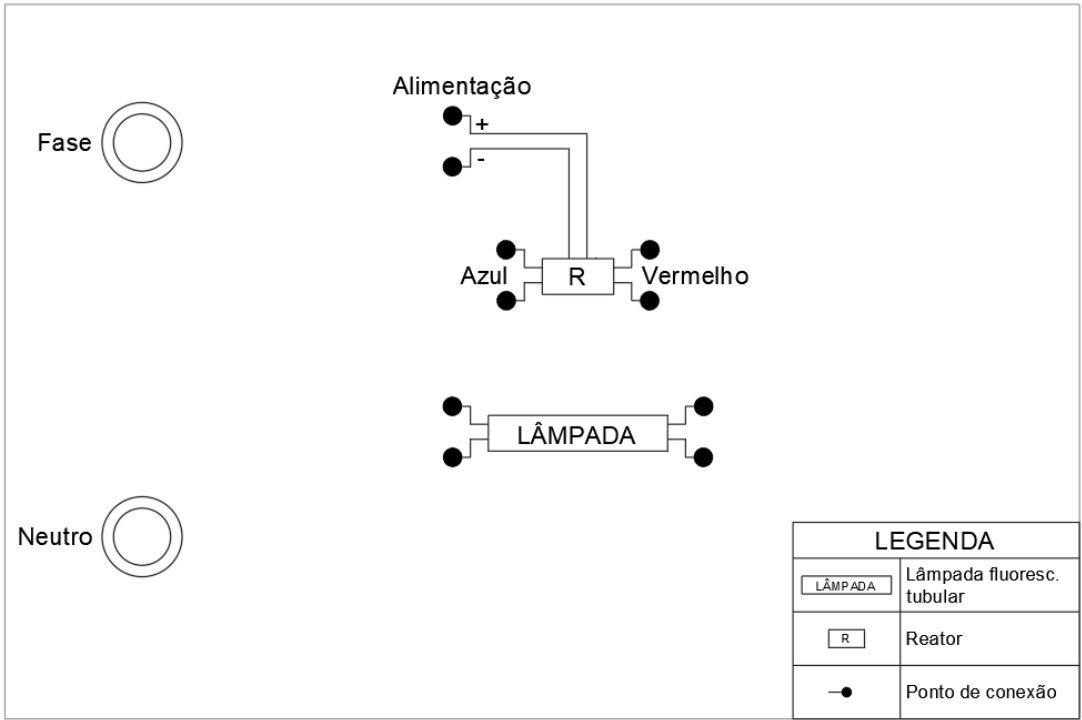 Alimentação
Fase
+
-
Azul
R
Vermelho
LÂMPADA
Neutro
LEGENDA
LÂMPADA
Lâmpada fluoresc.
tubular
R
Reator
Ponto de conexão